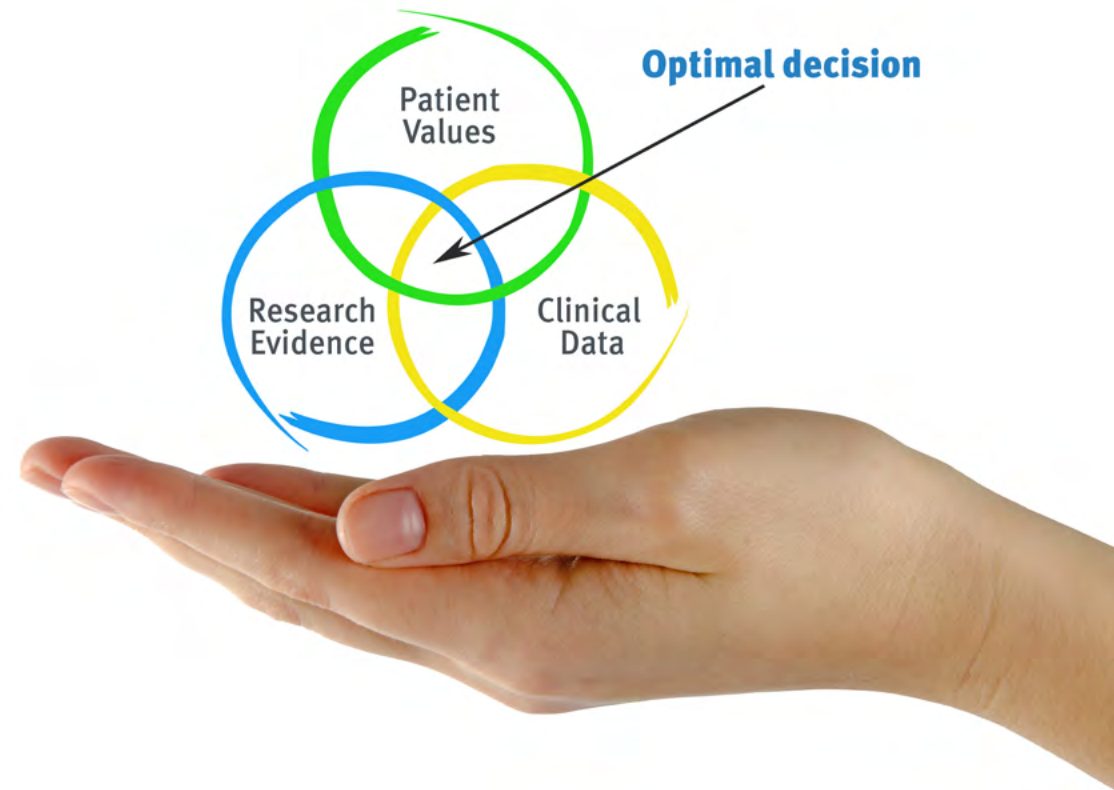 Optimal decision
Patient
Values
Research
Evidence
Clinical
Data